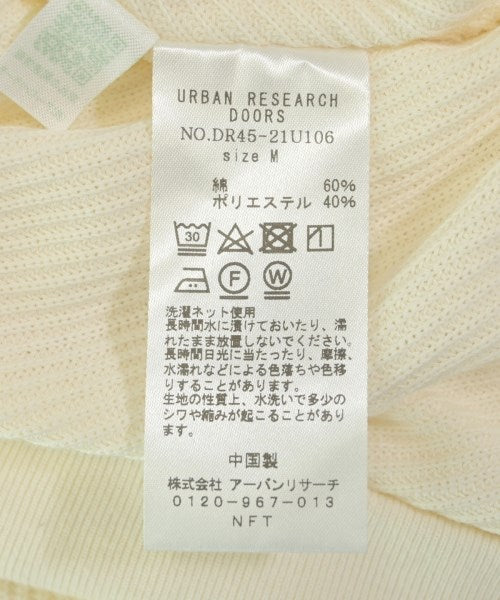 URBAN RESEARCH
DOORS
NO.DR45-21U106
size M
綿 60%
ポリエステル 40%
30
F W
洗濯ネット使用
長時間水に漬けておいたり、濡
れたまま放置しないでください。
長時間日光に当たったり、摩擦、
水濡れなどによる色落ちや色移
りすることがあります。
生地の性質上、水洗いで多少の
シワや縮みが起こることがあり
ます。
中国製
株式会社 アーバンリサーチ
0120-967-013
NFT